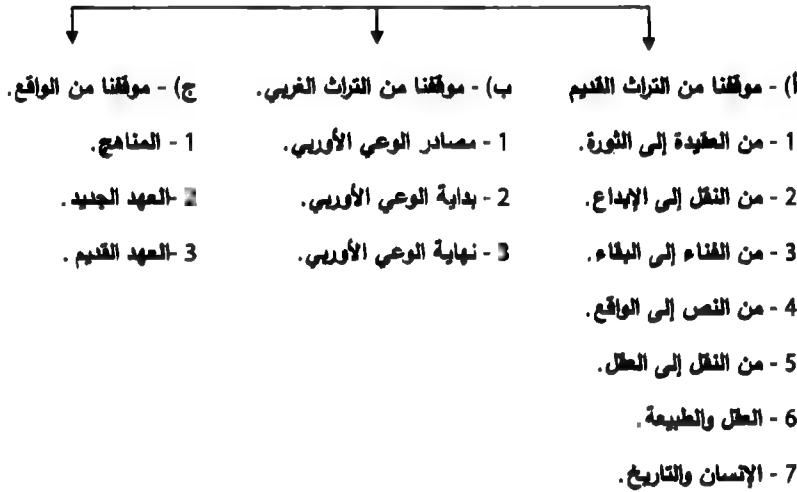 أ) - موقفنا من التراث القديم
1 - من العقيدة إلى الثورة.
2 - من النقل إلى الإبداع.
3 - من الفناء إلى البقاء.
4 - من النص إلى الواقع.
5 - من النقل إلى العقل.
6 - العقل والطبيعة.
7 - الإنسان والتاريخ.
ب) - موقفنا من التراث الغربي.
1 - مصادر الوعي الأوربي.
2 - بداية الوعي الأوربي.
3 - نهاية الوعي الأوربي.
ج) - موقفنا من الواقع.
1 - المناهج.
2 -العهد الجديد.
3 -العهد القديم.